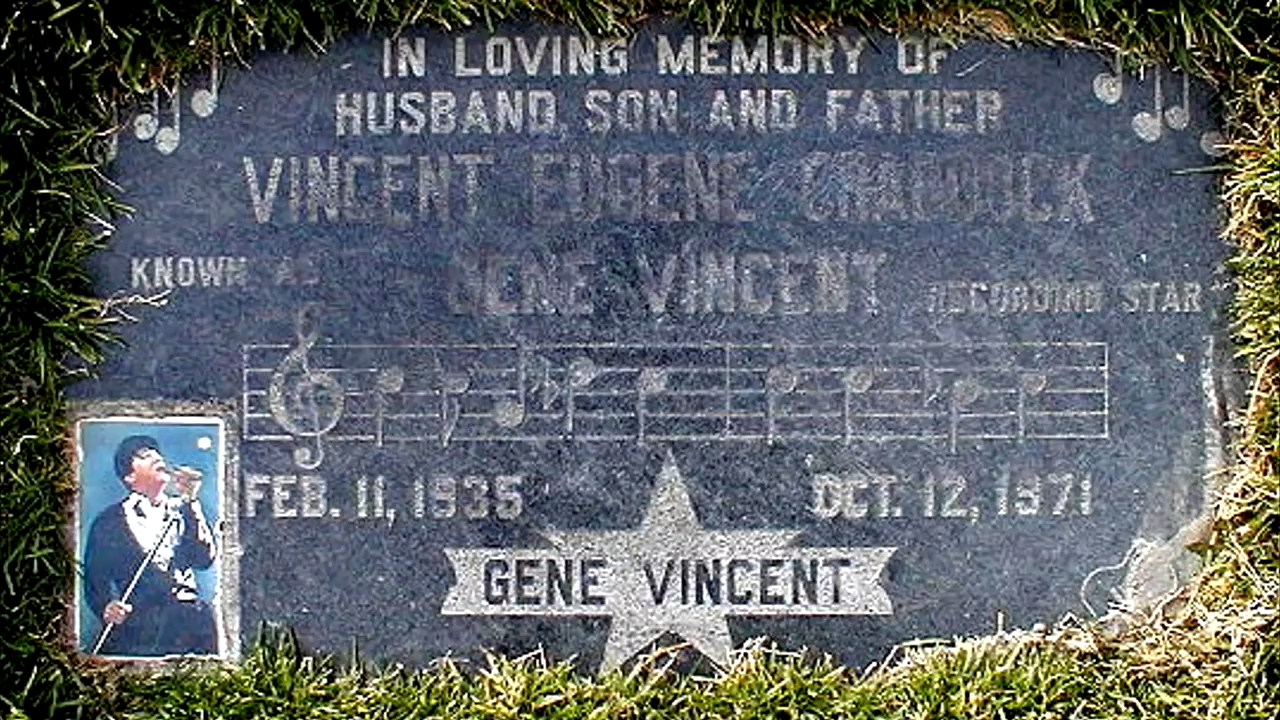 IN LOVING MEMORY OF
HUSBAND, SON AND FATHER
VINCENT EUGENE CRADDOCK
KNOWN AS GENE VINCENT RECORDING STAR
FEB. 11, 1935 OCT. 12, 1971
GENE VINCENT